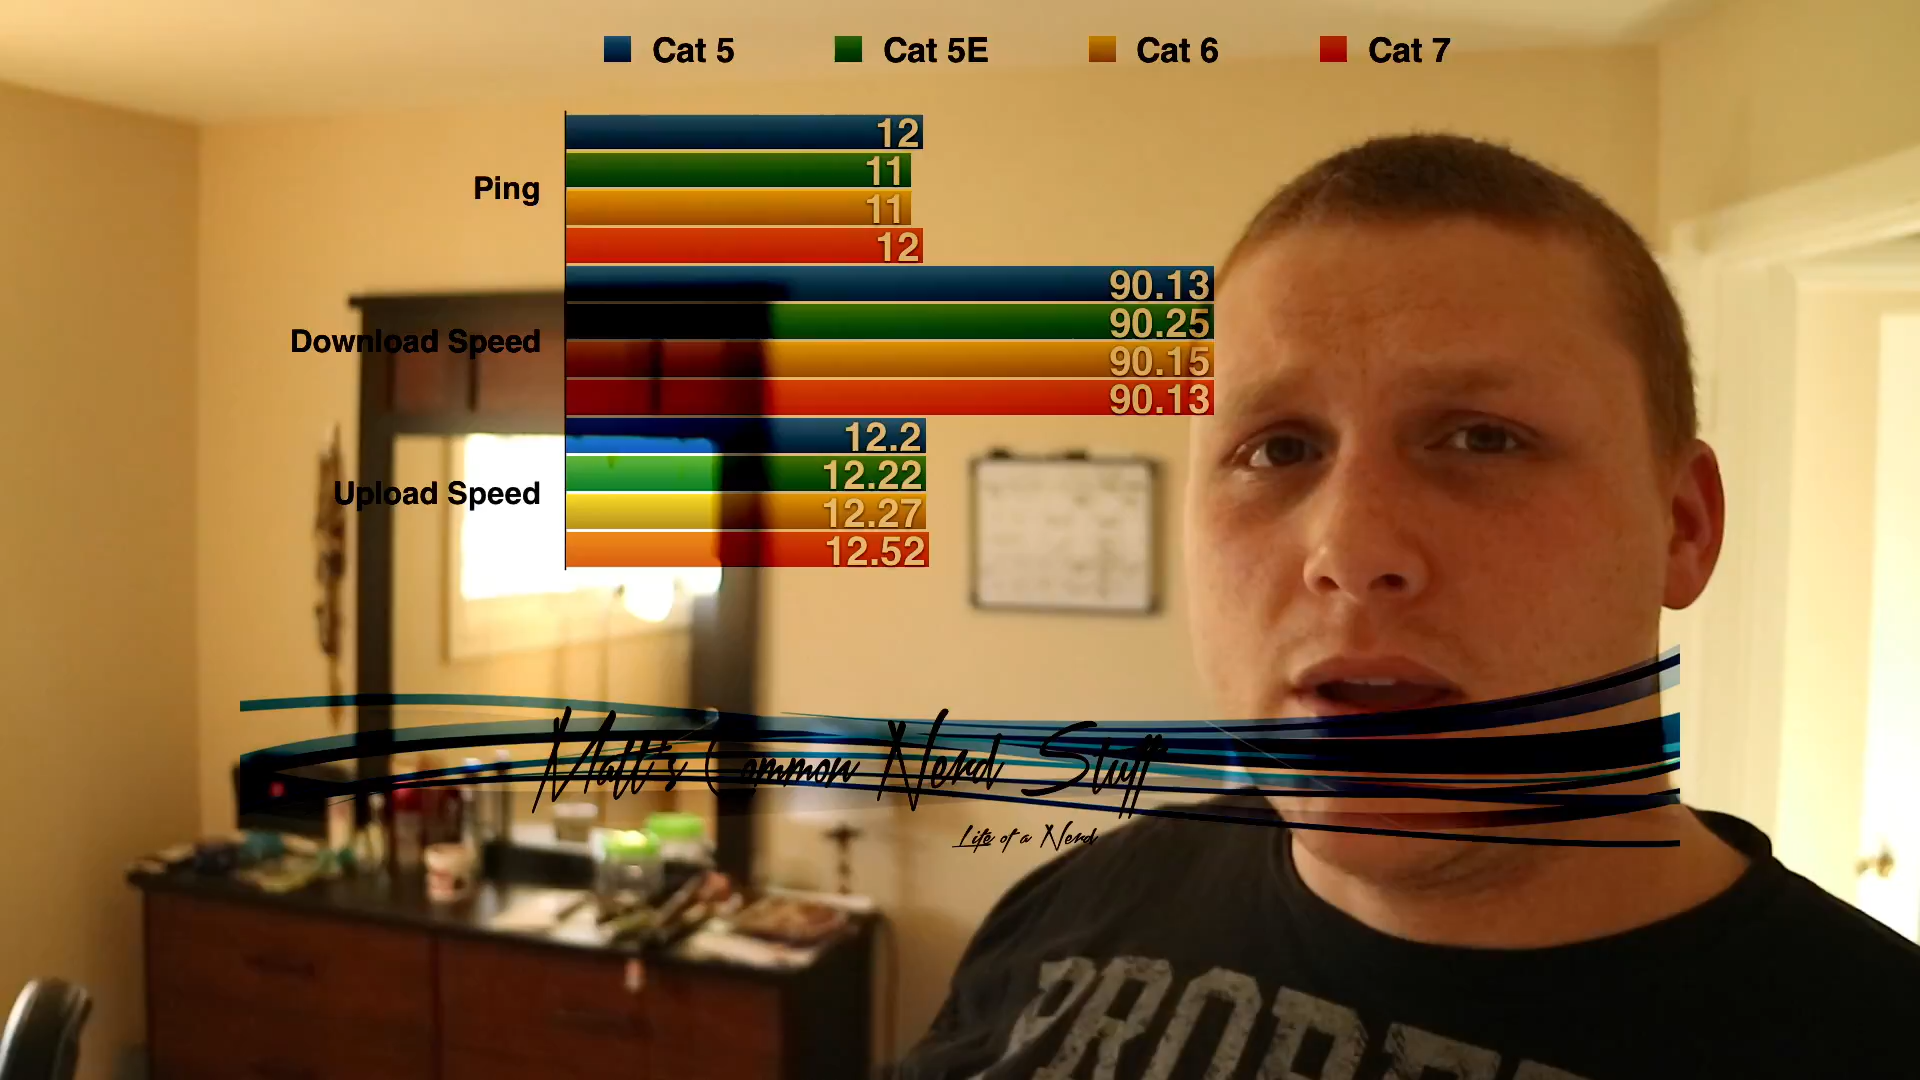 Cat 5 Cat 5E Cat 6 Cat 7
Ping
12
11
11
12
Download Speed
90.13
90.25
90.15
90.13
Upload Speed
12.2
12.22
12.27
12.52
Matt's Common Nerd Stuff
Life of a Nerd